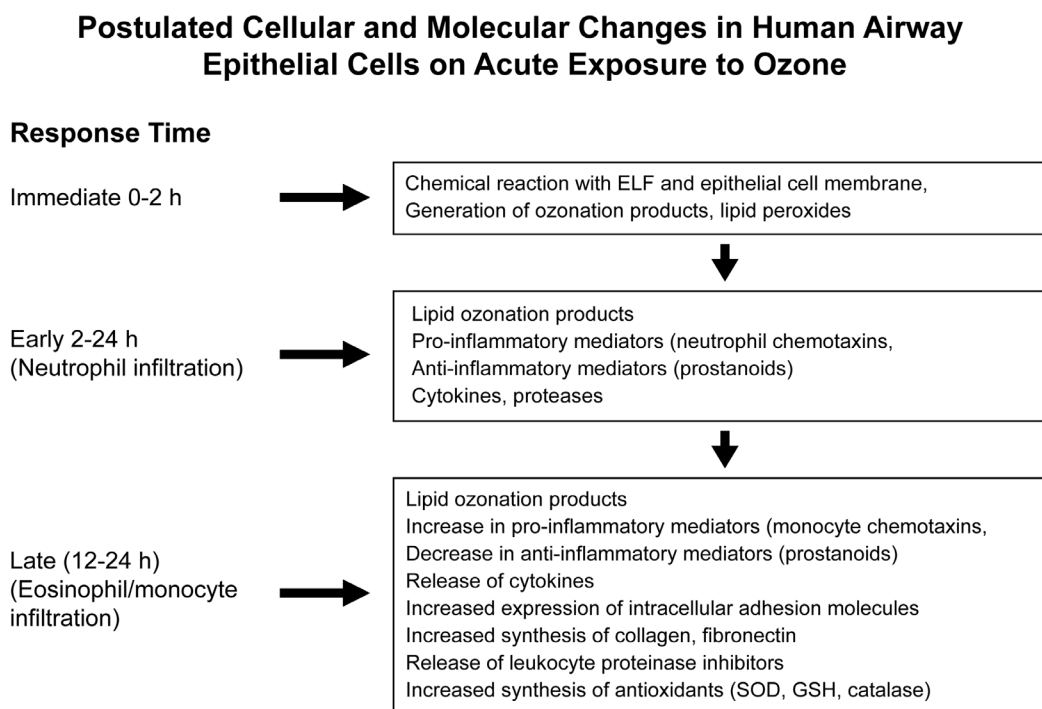 Postulated Cellular and Molecular Changes in Human Airway
Epithelial Cells on Acute Exposure to Ozone
Response Time
Immediate 0-2 h
Chemical reaction with ELF and epithelial cell membrane,
Generation of ozonation products, lipid peroxides
Early 2-24 h
(Neutrophil infiltration)
Lipid ozonation products
Pro-inflammatory mediators (neutrophil chemotaxins,
Anti-inflammatory mediators (prostanoids)
Cytokines, proteases
Late (12-24 h)
(Eosinophil/monocyte
infiltration)
Lipid ozonation products
Increase in pro-inflammatory mediators (monocyte chemotaxins,
Decrease in anti-inflammatory mediators (prostanoids)
Release of cytokines
Increased expression of intracellular adhesion molecules
Increased synthesis of collagen, fibronectin
Release of leukocyte proteinase inhibitors
Increased synthesis of antioxidants (SOD, GSH, catalase)